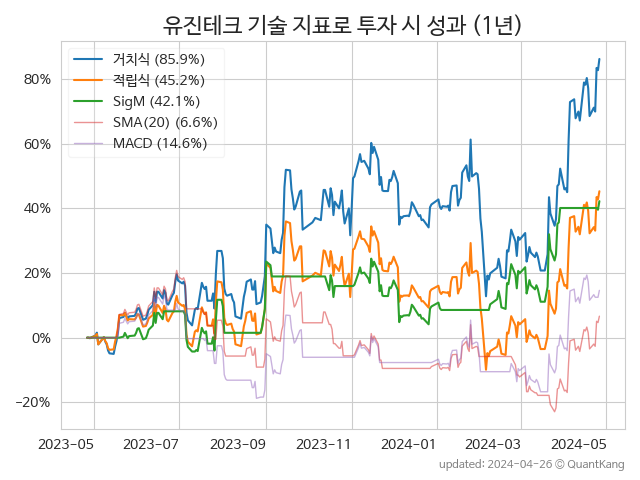 유진테크 기술 지표로 투자 시 성과 (1년)
거치식 (85.9%)
적립식 (45.2%)
SigM (42.1%)
SMA(20) (6.6%)
MACD (14.6%)
80%
60%
40%
20%
0%
−20%
2023-05 2023-07 2023-09 2023-11 2024-01 2024-03 2024-05
updated: 2024-04-26 © QuantKang